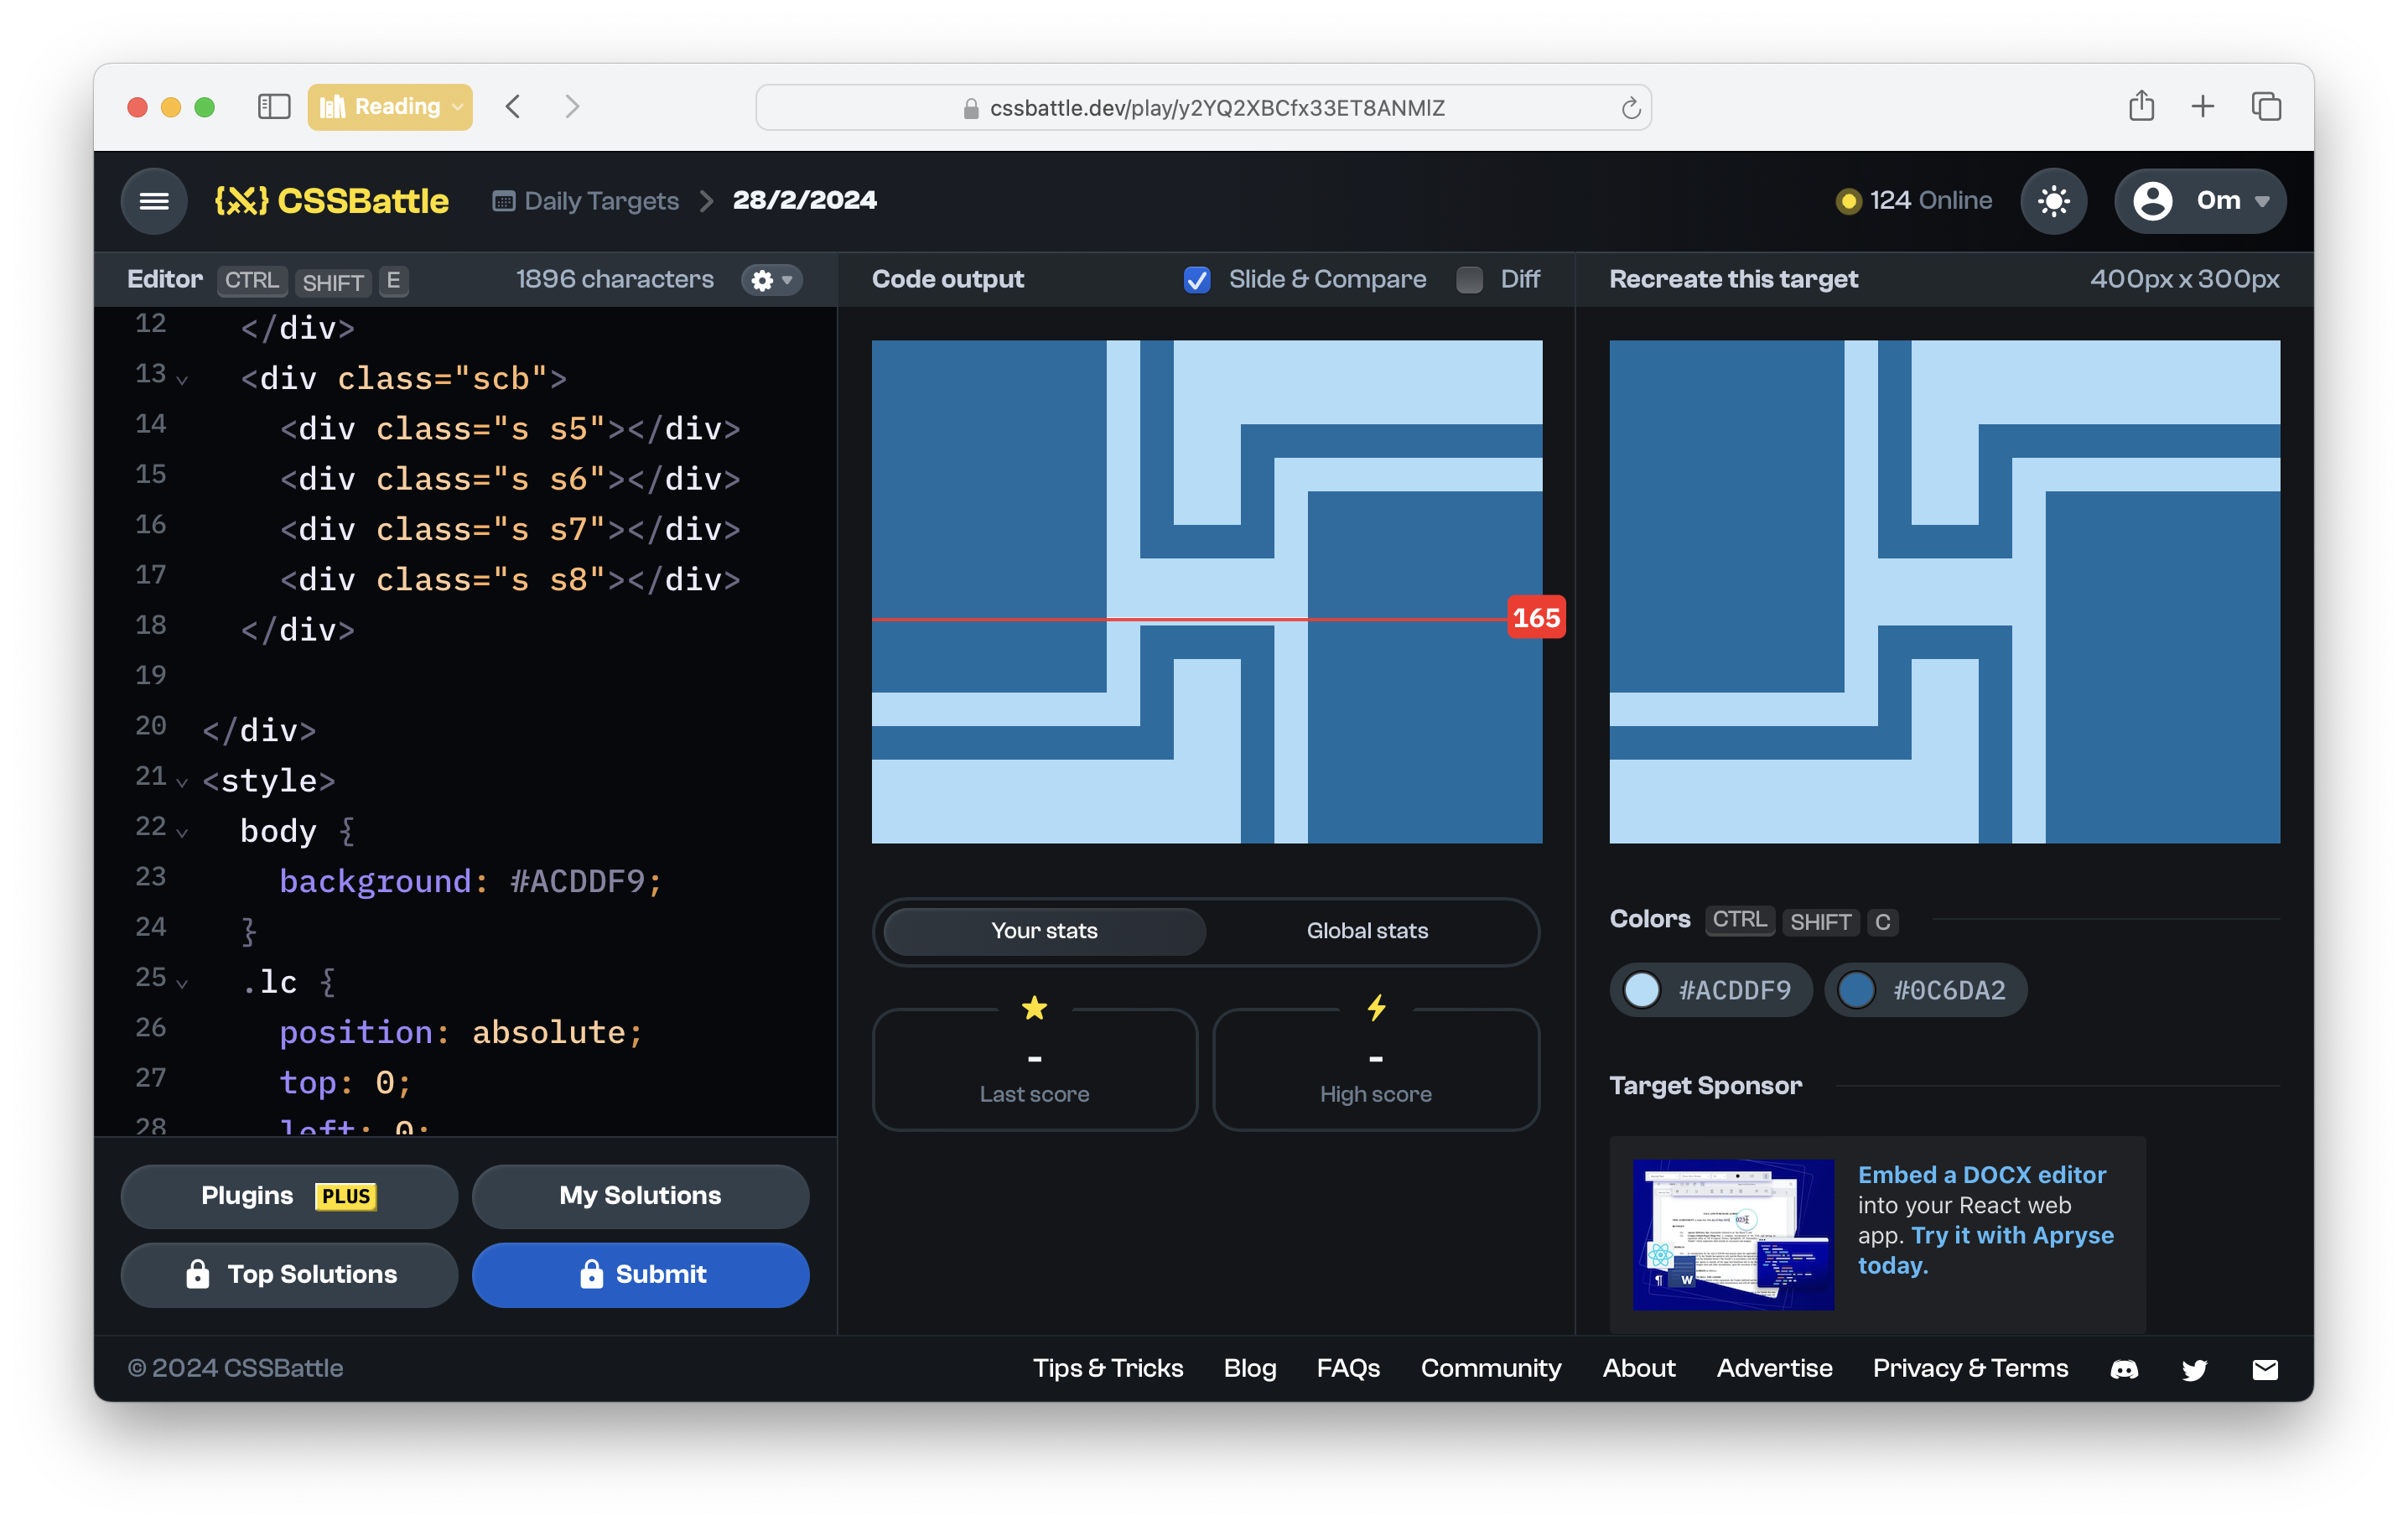 Reading
cssbattle.dev/play/y2YQ2XBCfx33ET8ANMIZ
CSSBattle
Daily Targets
28/2/2024
124 Online
Om
Editor CTRL SHIFT E
1896 characters
Code output
Slide & Compare
Diff
Recreate this target
400px x 300px
12 </div>
13 <div class="scb">
14 <div class="s s5"></div>
15 <div class="s s6"></div>
16 <div class="s s7"></div>
17 <div class="s s8"></div>
18 </div>
19
20 </div>
21 <style>
22 body {
23 background: #ACDDF9;
24 }
25 .lc {
26 position: absolute;
27 top: 0;
28 left: 0;
165
Your stats
Global stats
-
Last score
-
High score
Colors CTRL SHIFT C
#ACDDF9
#0C6DA2
Target Sponsor
Embed a DOCX editor
into your React web
app. Try it with Apryse
today.
Plugins PLUS
My Solutions
Top Solutions
Submit
© 2024 CSSBattle
Tips & Tricks
Blog
FAQs
Community
About
Advertise
Privacy & Terms